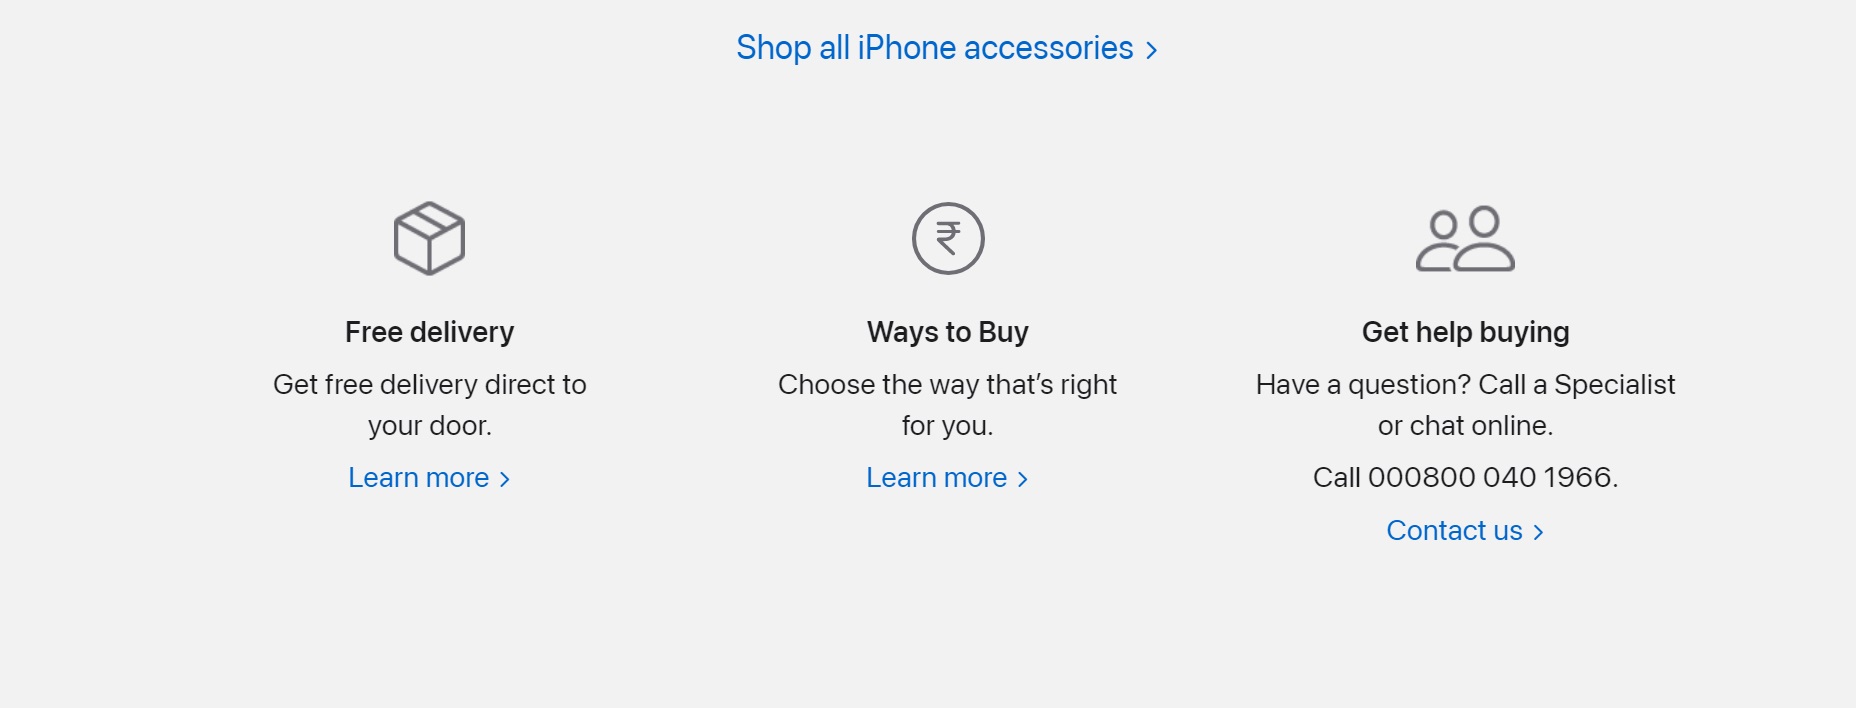 Shop all iPhone accessories >
₹
Free delivery
Get free delivery direct to
your door.
Learn more >
Ways to Buy
Choose the way that’s right
for you.
Learn more >
Get help buying
Have a question? Call a Specialist
or chat online.
Call 000800 040 1966.
Contact us >